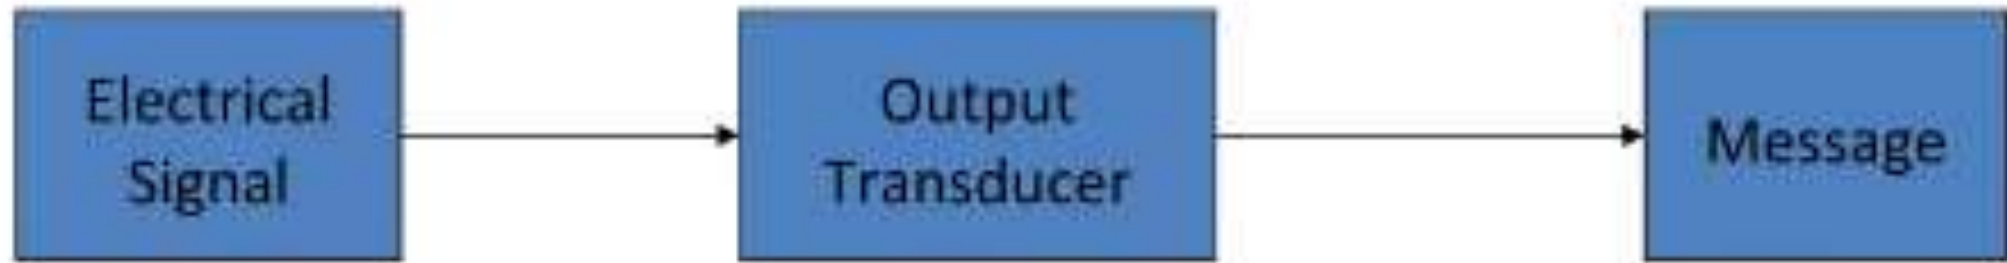 Electrical
Signal
Output
Transducer
Message